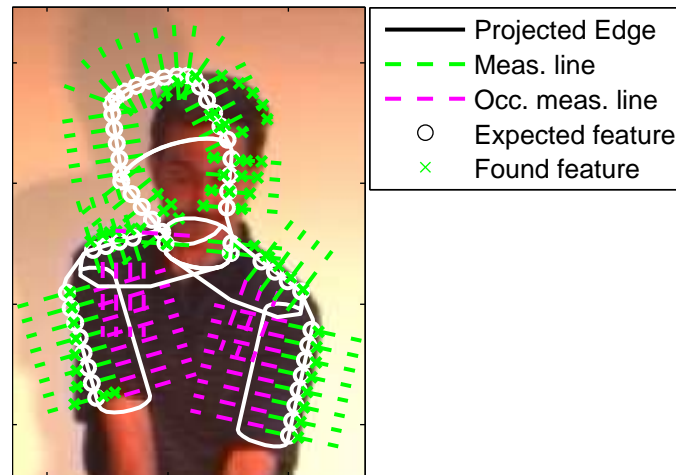 Projected Edge
Meas. line
Occ. meas. line
Expected feature
Found feature